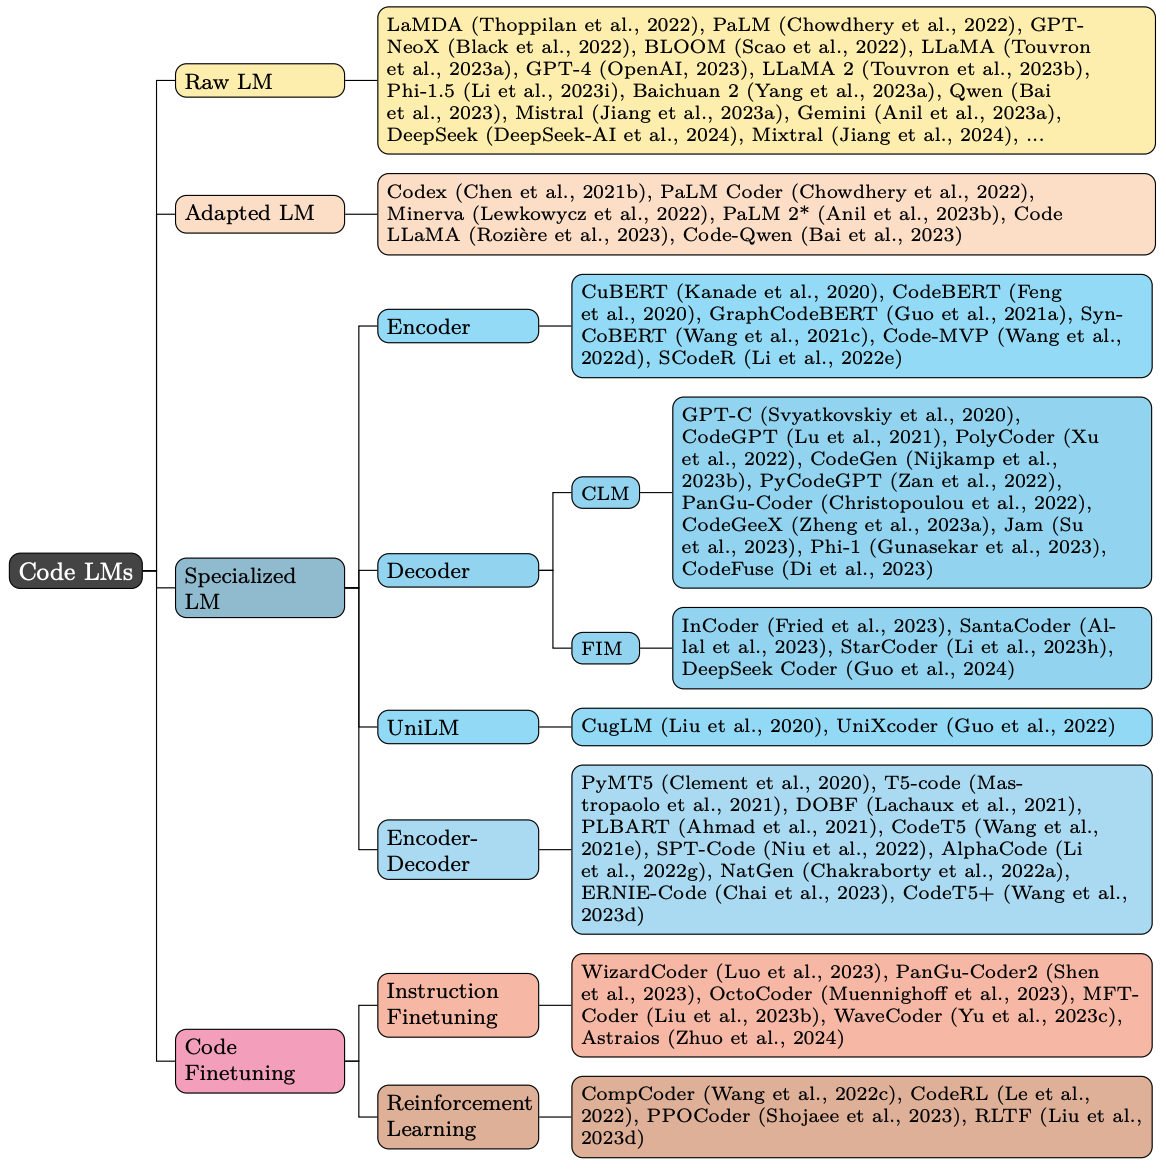 Code LMs
Raw LM
LaMDA (Thoppilan et al., 2022), PaLM (Chowdhery et al., 2022), GPT-
NeoX (Black et al., 2022), BLOOM (Scao et al., 2022), LLaMA (Touvron
et al., 2023a), GPT-4 (OpenAI, 2023), LLaMA 2 (Touvron et al., 2023b),
Phi-1.5 (Li et al., 2023i), Baichuan 2 (Yang et al., 2023a), Qwen (Bai
et al., 2023), Mistral (Jiang et al., 2023a), Gemini (Anil et al., 2023a),
DeepSeek (DeepSeek-AI et al., 2024), Mixtral (Jiang et al., 2024), ...
Adapted LM
Codex (Chen et al., 2021b), PaLM Coder (Chowdhery et al., 2022),
Minerva (Lewkowycz et al., 2022), PaLM 2* (Anil et al., 2023b), Code
LLaMA (Rozière et al., 2023), Code-Qwen (Bai et al., 2023)
Specialized
LM
Encoder
CuBERT (Kanade et al., 2020), CodeBERT (Feng
et al., 2020), GraphCodeBERT (Guo et al., 2021a), Syn-
CoBERT (Wang et al., 2021c), Code-MVP (Wang et al.,
2022d), SCodeR (Li et al., 2022e)
Decoder
CLM
GPT-C (Svyatkovskiy et al., 2020),
CodeGPT (Lu et al., 2021), PolyCoder (Xu
et al., 2022), CodeGen (Nijkamp et al.,
2023b), PyCodeGPT (Zan et al., 2022),
PanGu-Coder (Christopoulou et al., 2022),
CodeGeeX (Zheng et al., 2023a), Jam (Su
et al., 2023), Phi-1 (Gunasekar et al., 2023),
CodeFuse (Di et al., 2023)
FIM
InCoder (Fried et al., 2023), SantaCoder (Al-
lal et al., 2023), StarCoder (Li et al., 2023h),
DeepSeek Coder (Guo et al., 2024)
UniLM
CugLM (Liu et al., 2020), UniXcoder (Guo et al., 2022)
Encoder-
Decoder
PyMT5 (Clement et al., 2020), T5-code (Mas-
tropaolo et al., 2021), DOBF (Lachaux et al., 2021),
PLBART (Ahmad et al., 2021), CodeT5 (Wang et al.,
2021e), SPT-Code (Niu et al., 2022), AlphaCode (Li
et al., 2022g), NatGen (Chakraborty et al., 2022a),
ERNIE-Code (Chai et al., 2023), CodeT5+ (Wang et al.,
2023d)
Code
Finetuning
Instruction
Finetuning
WizardCoder (Luo et al., 2023), PanGu-Coder2 (Shen
et al., 2023), OctoCoder (Muennighoff et al., 2023), MFT-
Coder (Liu et al., 2023b), WaveCoder (Yu et al., 2023c),
Astraios (Zhuo et al., 2024)
Reinforcement
Learning
CompCoder (Wang et al., 2022c), CodeRL (Le et al.,
2022), PPOCoder (Shojaee et al., 2023), RLTF (Liu et al.,
2023d)